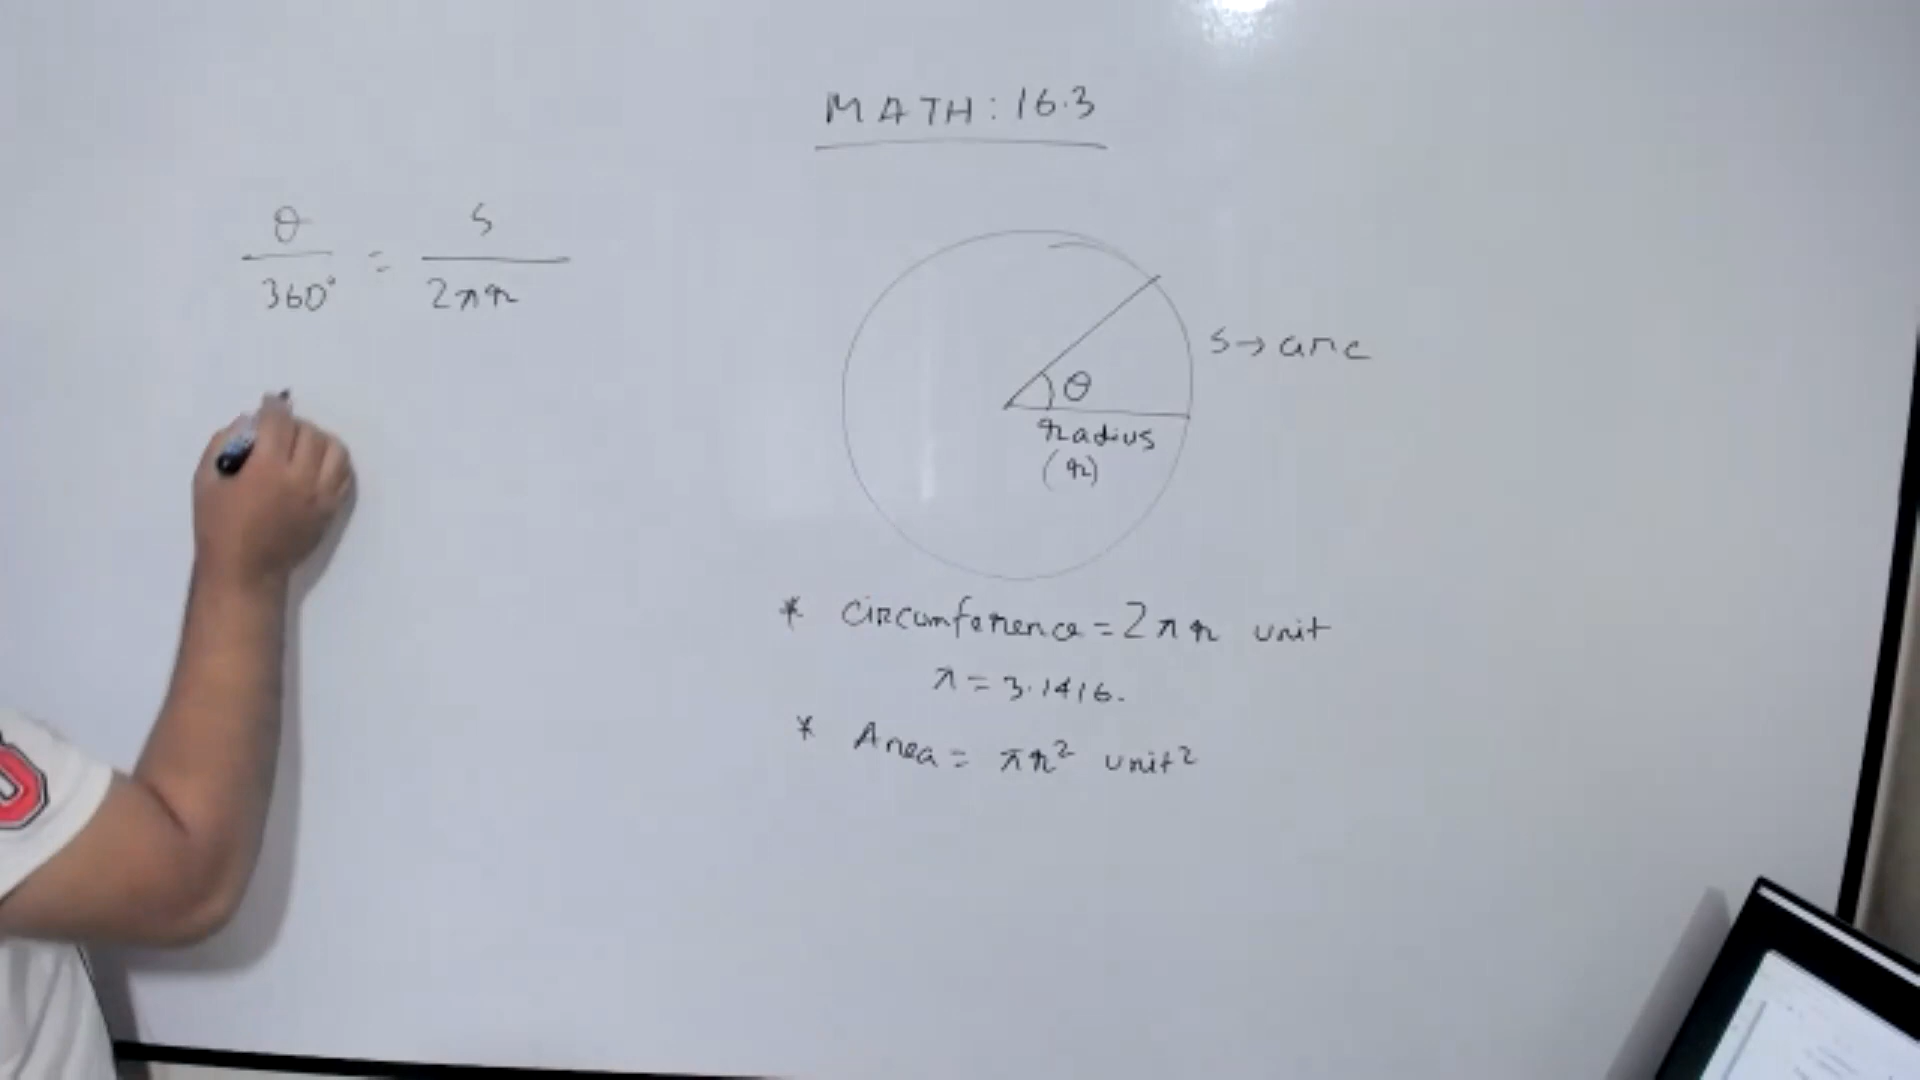 MATH: 16.3
θ/360° = s/2πr
s → arc
θ
radius
(r)
* Circumference = 2πr unit
π = 3.1416.
* Area = πr² unit²